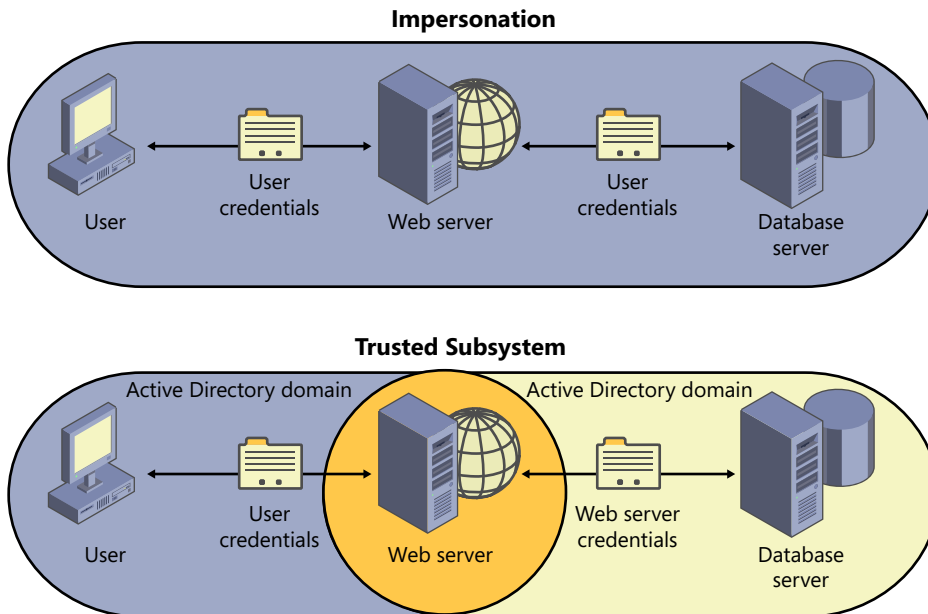 Impersonation
User
credentials
User
credentials
User
Web server
Database
server
Trusted Subsystem
Active Directory domain
Active Directory domain
User
credentials
Web server
credentials
User
Web server
Database
server